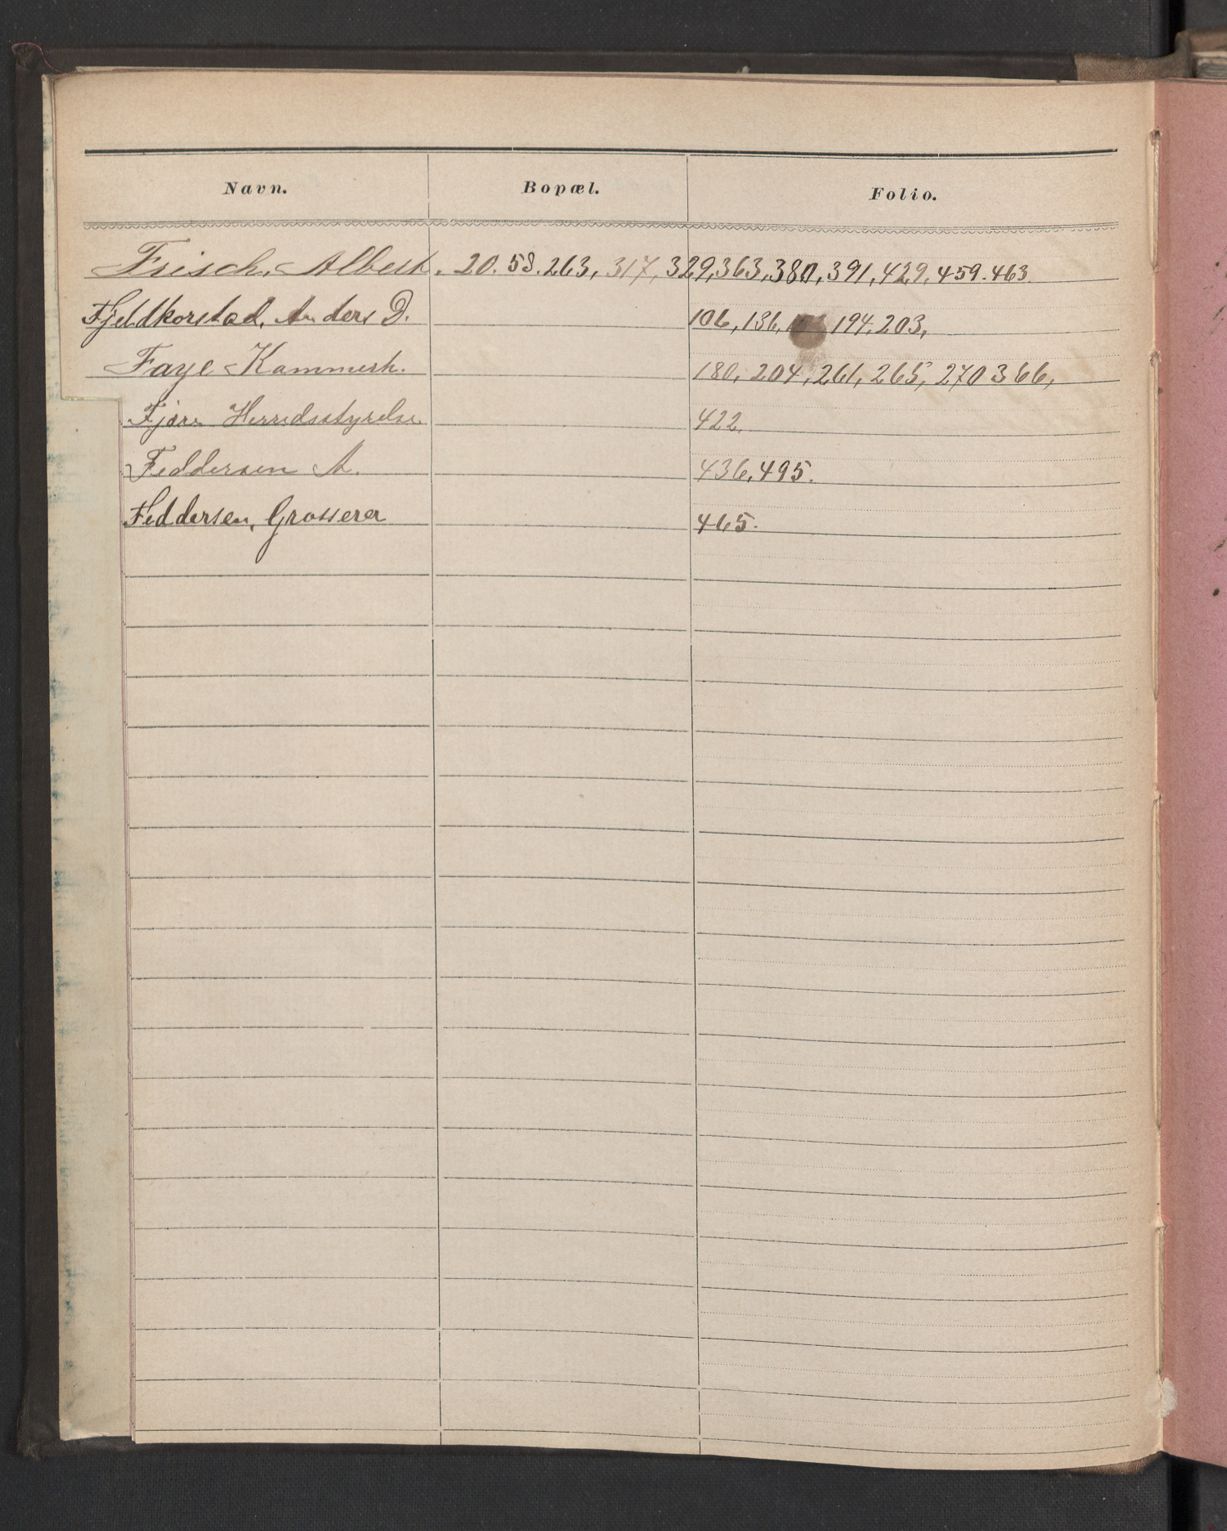 Navn. Bopæl. Folio.
Frisch, Albert. 20. 58. 263, 317, 329, 363, 380, 391, 429, 459. 463.
Fjeldkorstad, Anders D. 106, 136, 194, 203,
Faye Kammerh. 180, 204, 261, 265, 270 366,
Fjære Herredsstyrelse 422.
Feddersen A. 436, 495.
Feddersen, Grosserer 465.